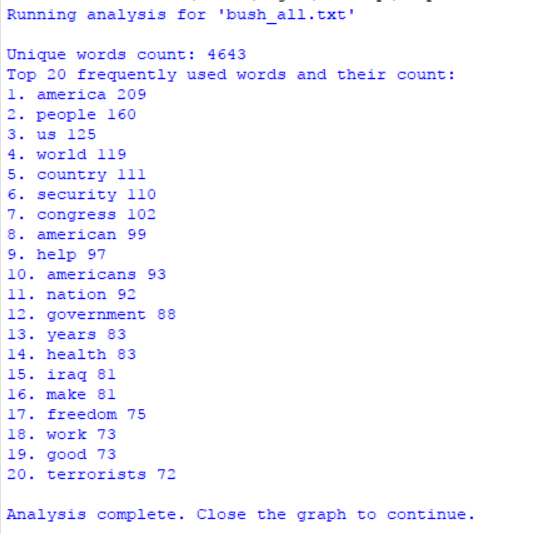 Running analysis for 'bush_all.txt'
Unique words count: 4643
Top 20 frequently used words and their count:
1. america 209
2. people 160
3. us 125
4. world 119
5. country 111
6. security 110
7. congress 102
8. american 99
9. help 97
10. americans 93
11. nation 92
12. government 88
13. years 83
14. health 83
15. iraq 81
16. make 81
17. freedom 75
18. work 73
19. good 73
20. terrorists 72
Analysis complete. Close the graph to continue.